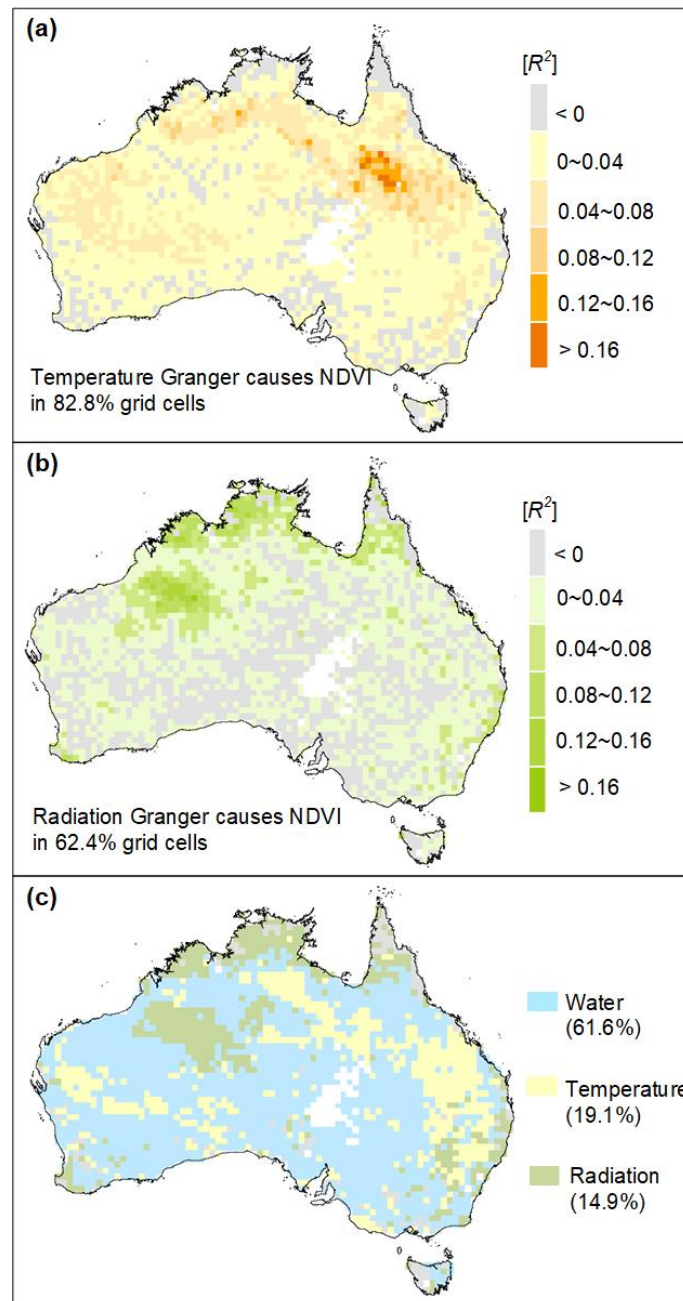 (a)
[R²]
< 0
0~0.04
0.04~0.08
0.08~0.12
0.12~0.16
> 0.16
Temperature Granger causes NDVI
in 82.8% grid cells
(b)
[R²]
< 0
0~0.04
0.04~0.08
0.08~0.12
0.12~0.16
> 0.16
Radiation Granger causes NDVI
in 62.4% grid cells
(c)
Water
(61.6%)
Temperature
(19.1%)
Radiation
(14.9%)